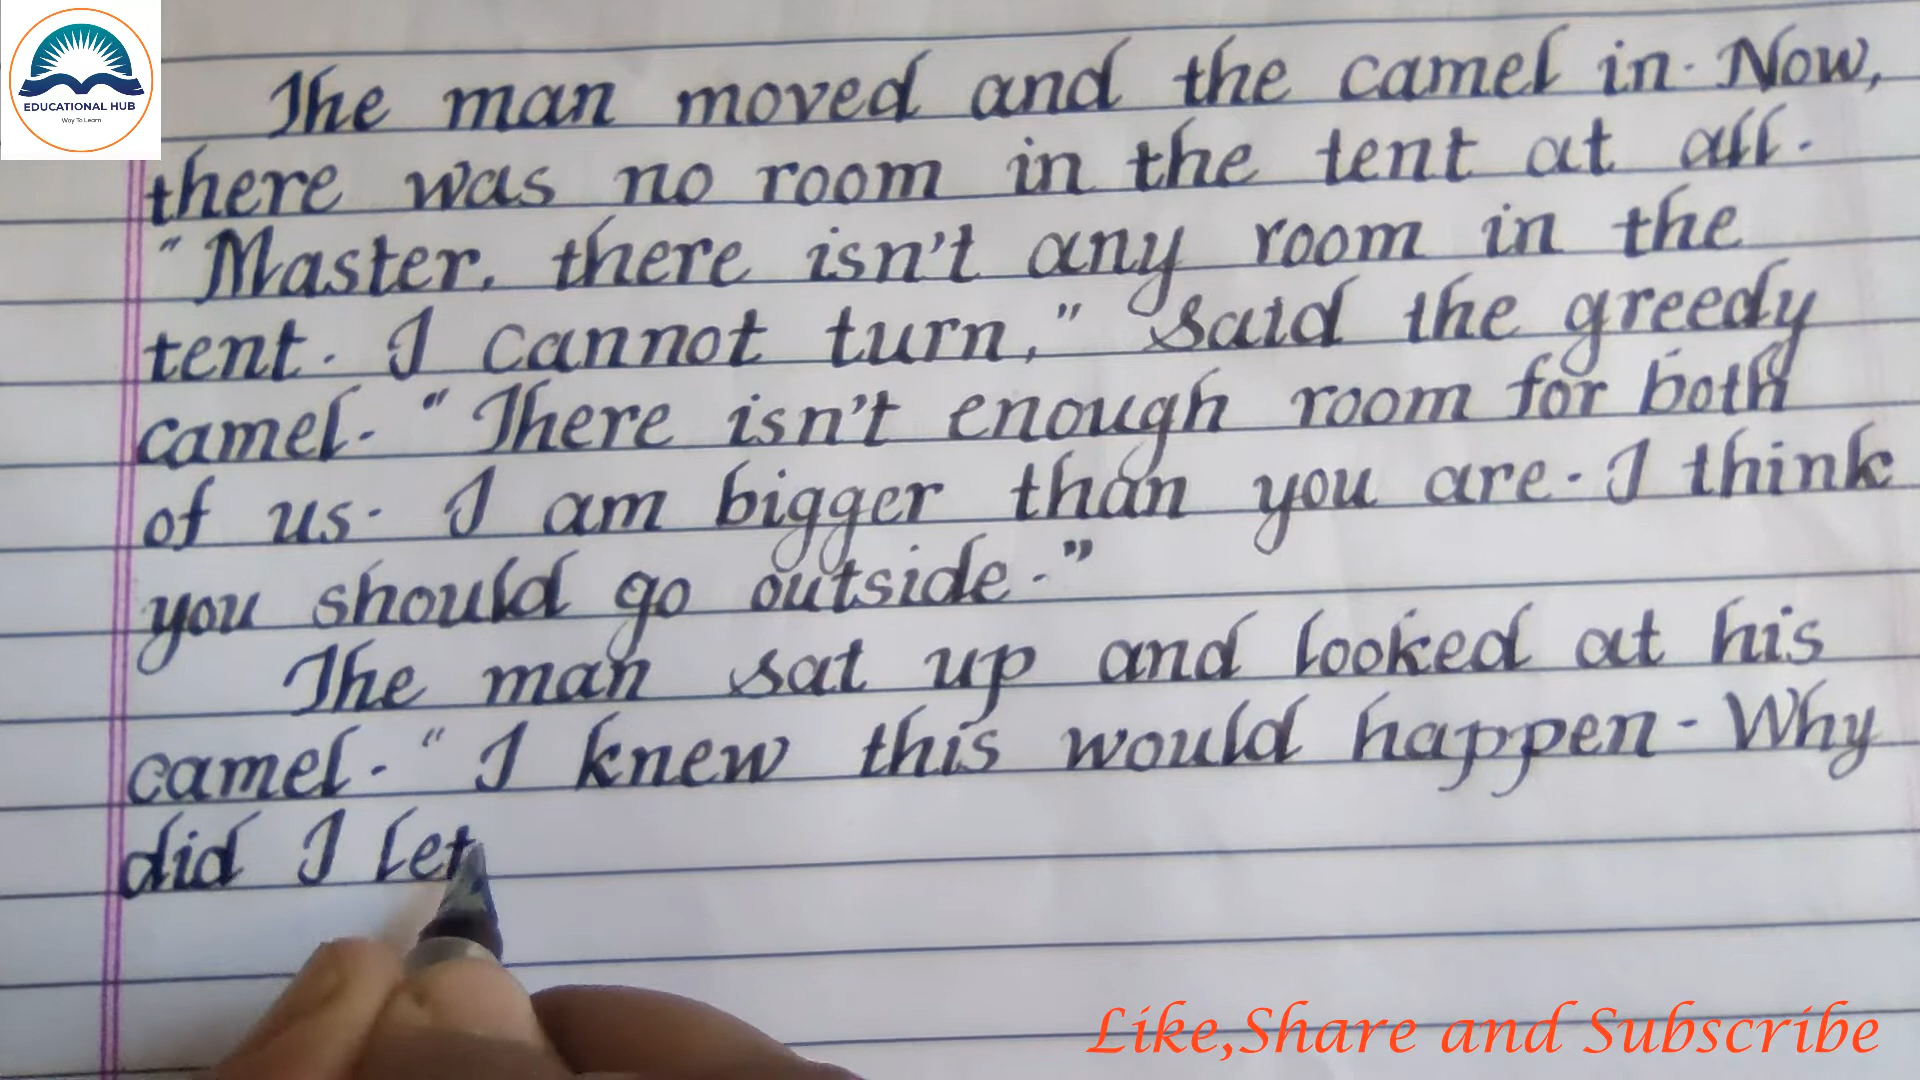 EDUCATIONAL HUB
Way To Learn
The man moved and the camel in. Now,
there was no room in the tent at all.
"Master, there isn't any room in the
tent. I cannot turn," said the greedy
camel. "There isn't enough room for both
of us. I am bigger than you are. I think
you should go outside."
The man sat up and looked at his
camel. "I knew this would happen. Why
did I let
Like,Share and Subscribe